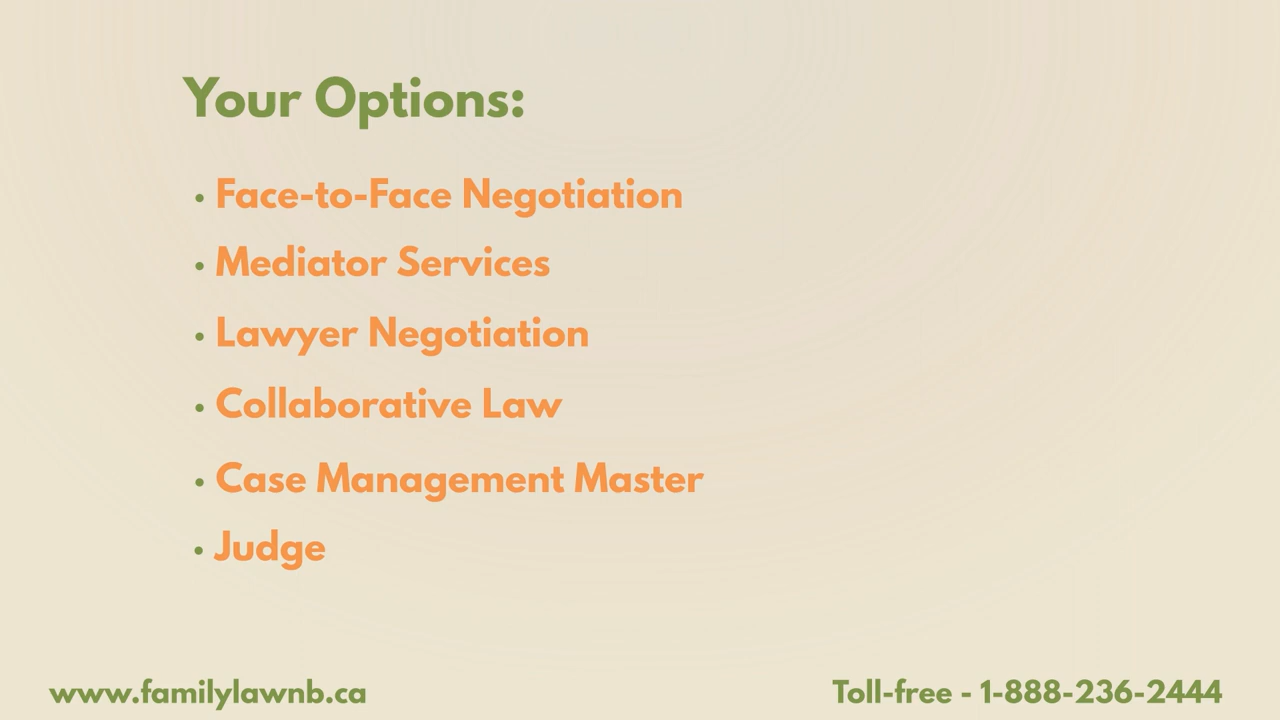 Your Options:
• Face-to-Face Negotiation
• Mediator Services
• Lawyer Negotiation
• Collaborative Law
• Case Management Master
• Judge
www.familylawnb.ca
Toll-free - 1-888-236-2444